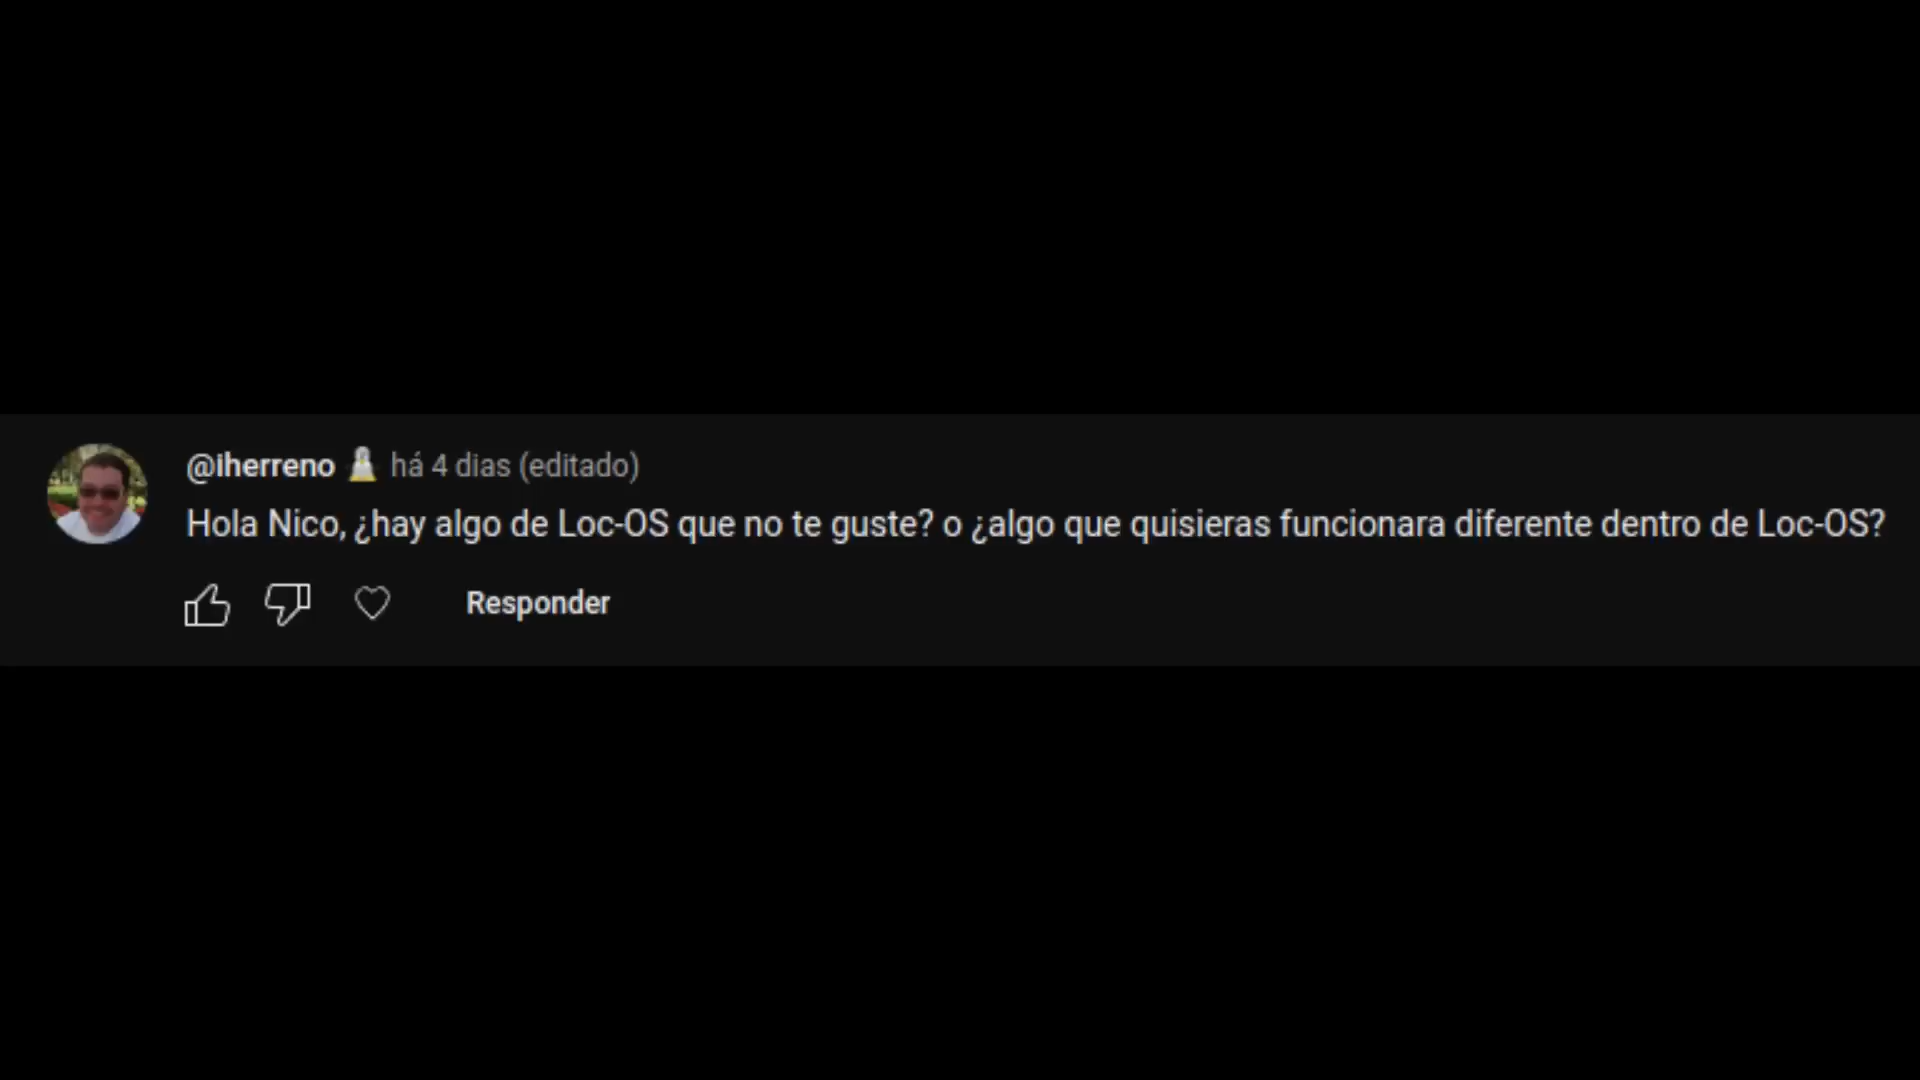 @iherreno há 4 dias (editado)
Hola Nico, ¿hay algo de Loc-OS que no te guste? o ¿algo que quisieras funcionara diferente dentro de Loc-OS?
Responder